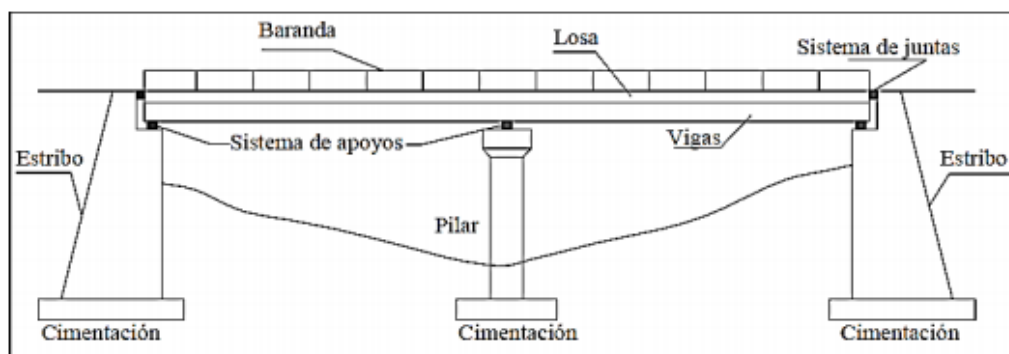 Baranda
Losa
Sistema de juntas
Sistema de apoyos
Vigas
Estribo
Estribo
Pilar
Cimentación
Cimentación
Cimentación